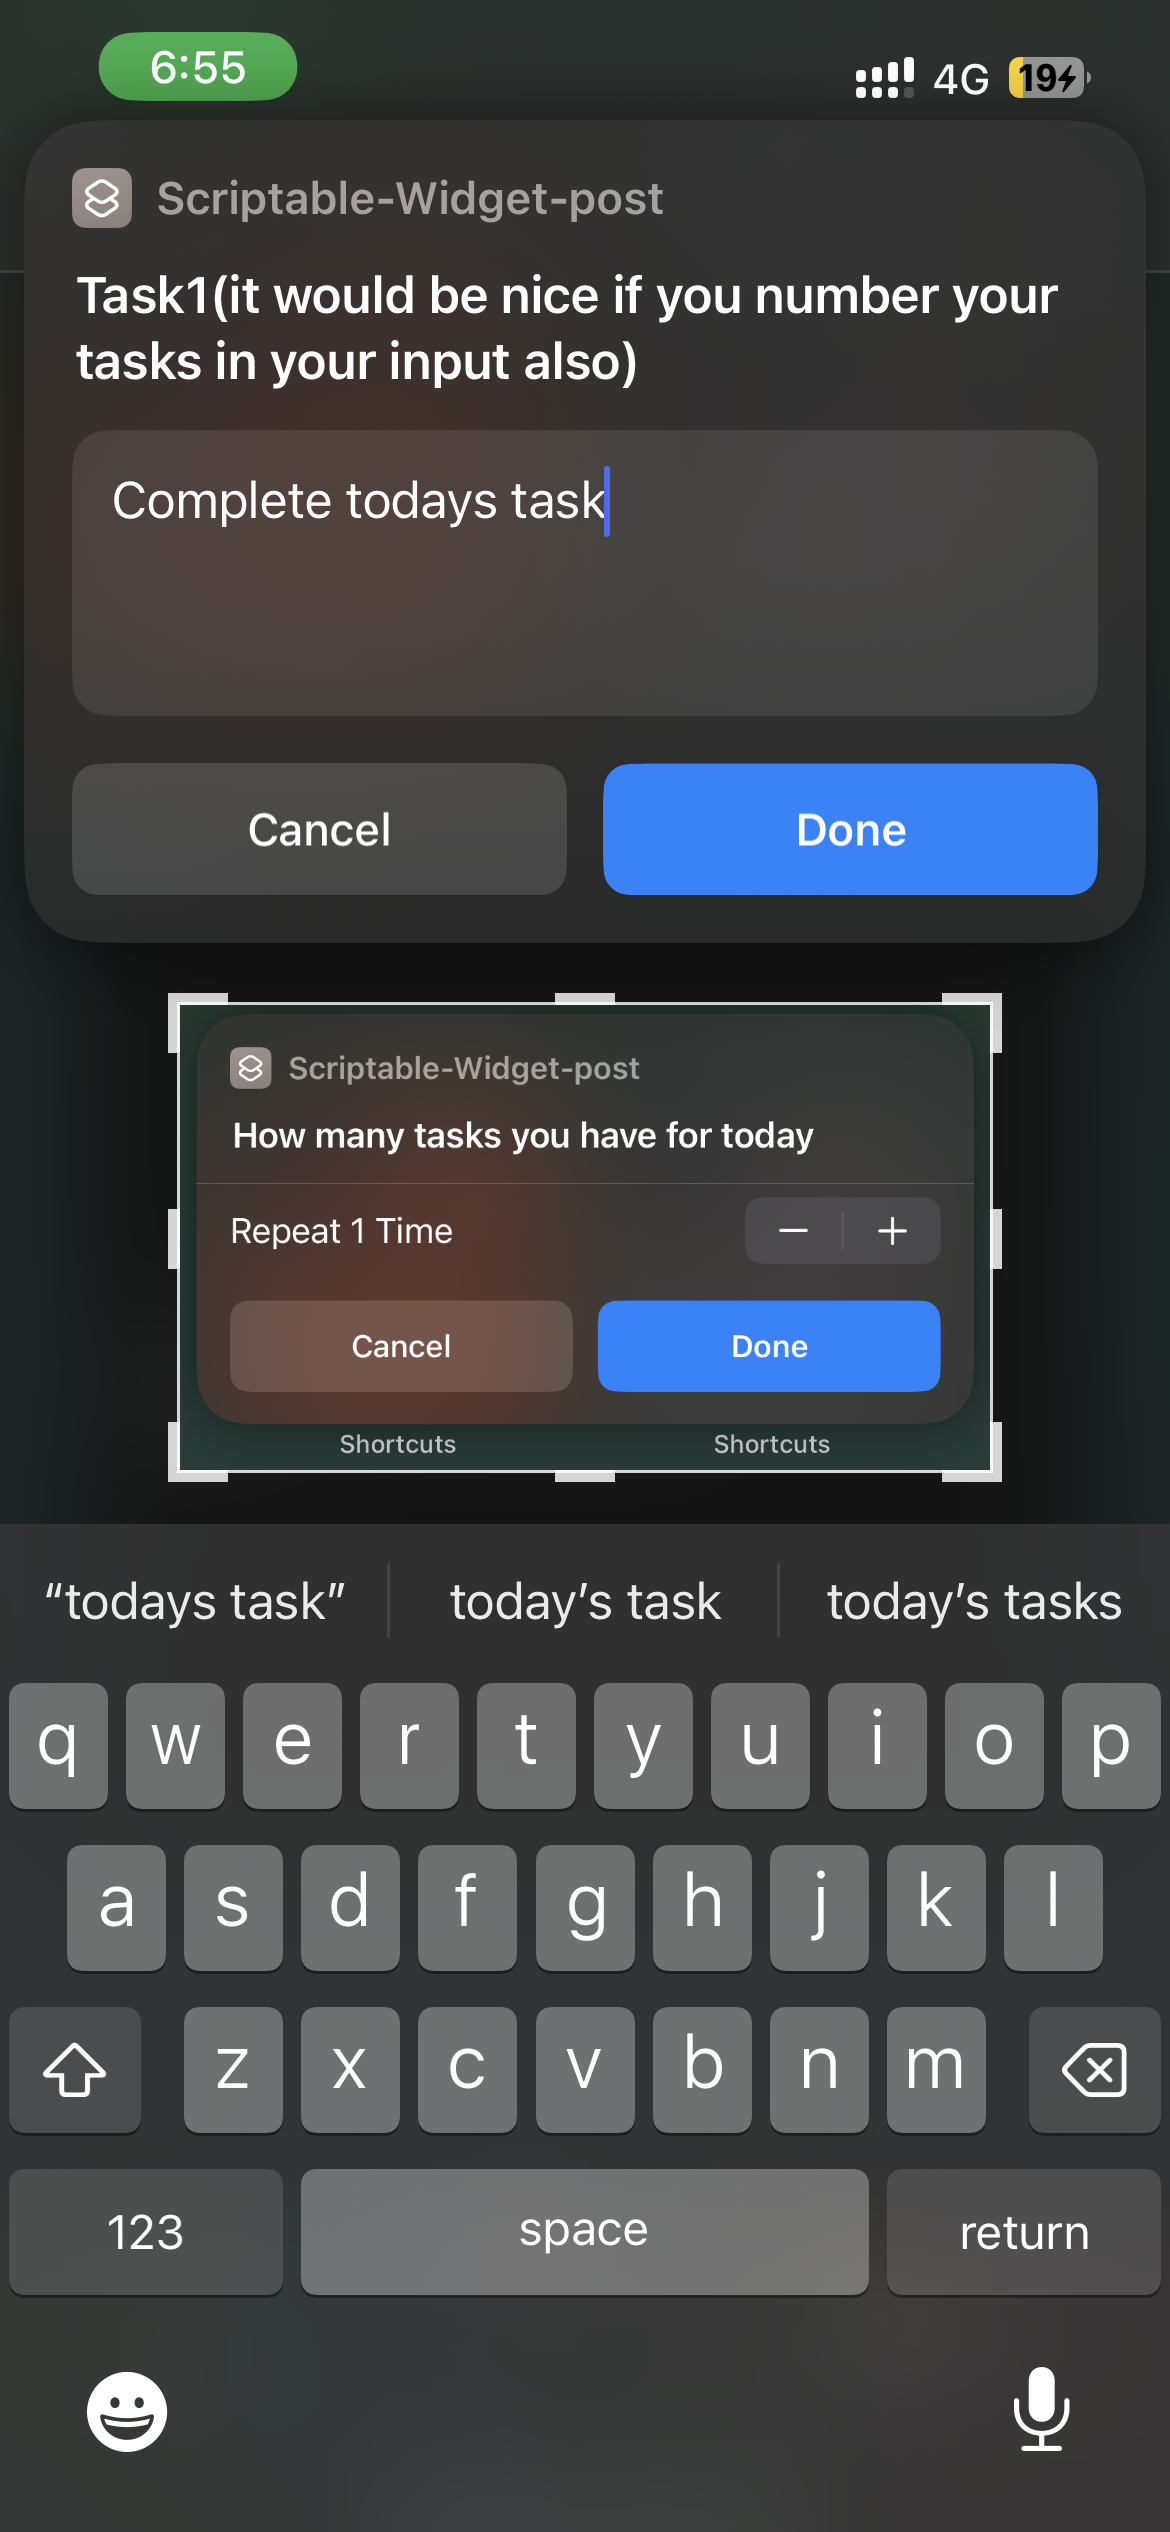 6:55
4G 19
Scriptable-Widget-post
Task1(it would be nice if you number your
tasks in your input also)
Complete todays task
Cancel Done
Scriptable-Widget-post
How many tasks you have for today
Repeat 1 Time
Cancel Done
Shortcuts Shortcuts
“todays task” today’s task today’s tasks
q w e r t y u i o p
a s d f g h j k l
z x c v b n m
123 space return